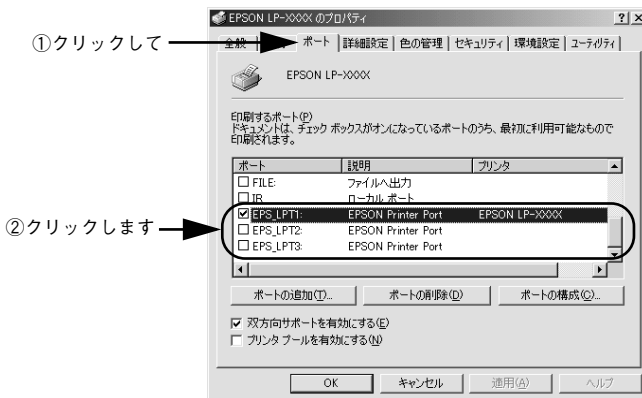 EPSON LP-XXXX のプロパティ
①クリックして
全般
ポート
詳細設定
色の管理
セキュリティ
環境設定
ユーティリティ
EPSON LP-XXXX
印刷するポート(P)
ドキュメントは、チェック ボックスがオンになっているポートのうち、最初に利用可能なもので
印刷されます。
ポート 説明 プリンタ
FILE: ファイルへ出力
IR ローカル ポート
EPS_LPT1: EPSON Printer Port EPSON LP-XXXX
②クリックします
EPS_LPT2: EPSON Printer Port
EPS_LPT3: EPSON Printer Port
ポートの追加(T)... ポートの削除(D) ポートの構成(C)...
双方向サポートを有効にする(E)
プリンタ プールを有効にする(N)
OK キャンセル 適用(A) ヘルプ